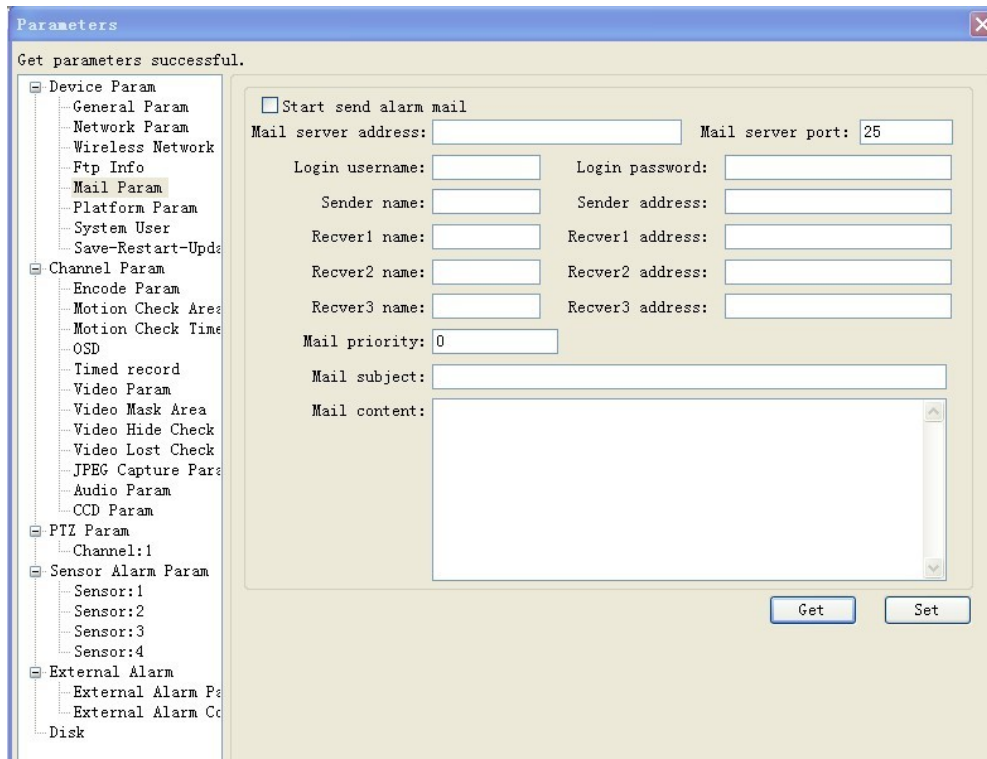 Parameters
Get parameters successful.
Device Param
General Param
Network Param
Wireless Network
Ftp Info
Mail Param
Platform Param
System User
Save-Restart-Upda
Channel Param
Encode Param
Motion Check Area
Motion Check Time
OSD
Timed record
Video Param
Video Mask Area
Video Hide Check
Video Lost Check
JPEG Capture Para
Audio Param
CCD Param
PTZ Param
Channel:1
Sensor Alarm Param
Sensor:1
Sensor:2
Sensor:3
Sensor:4
External Alarm
External Alarm Pa
External Alarm Co
Disk
Start send alarm mail
Mail server address: Mail server port: 25
Login username: Login password:
Sender name: Sender address:
Recver1 name: Recver1 address:
Recver2 name: Recver2 address:
Recver3 name: Recver3 address:
Mail priority: 0
Mail subject:
Mail content:
Get Set